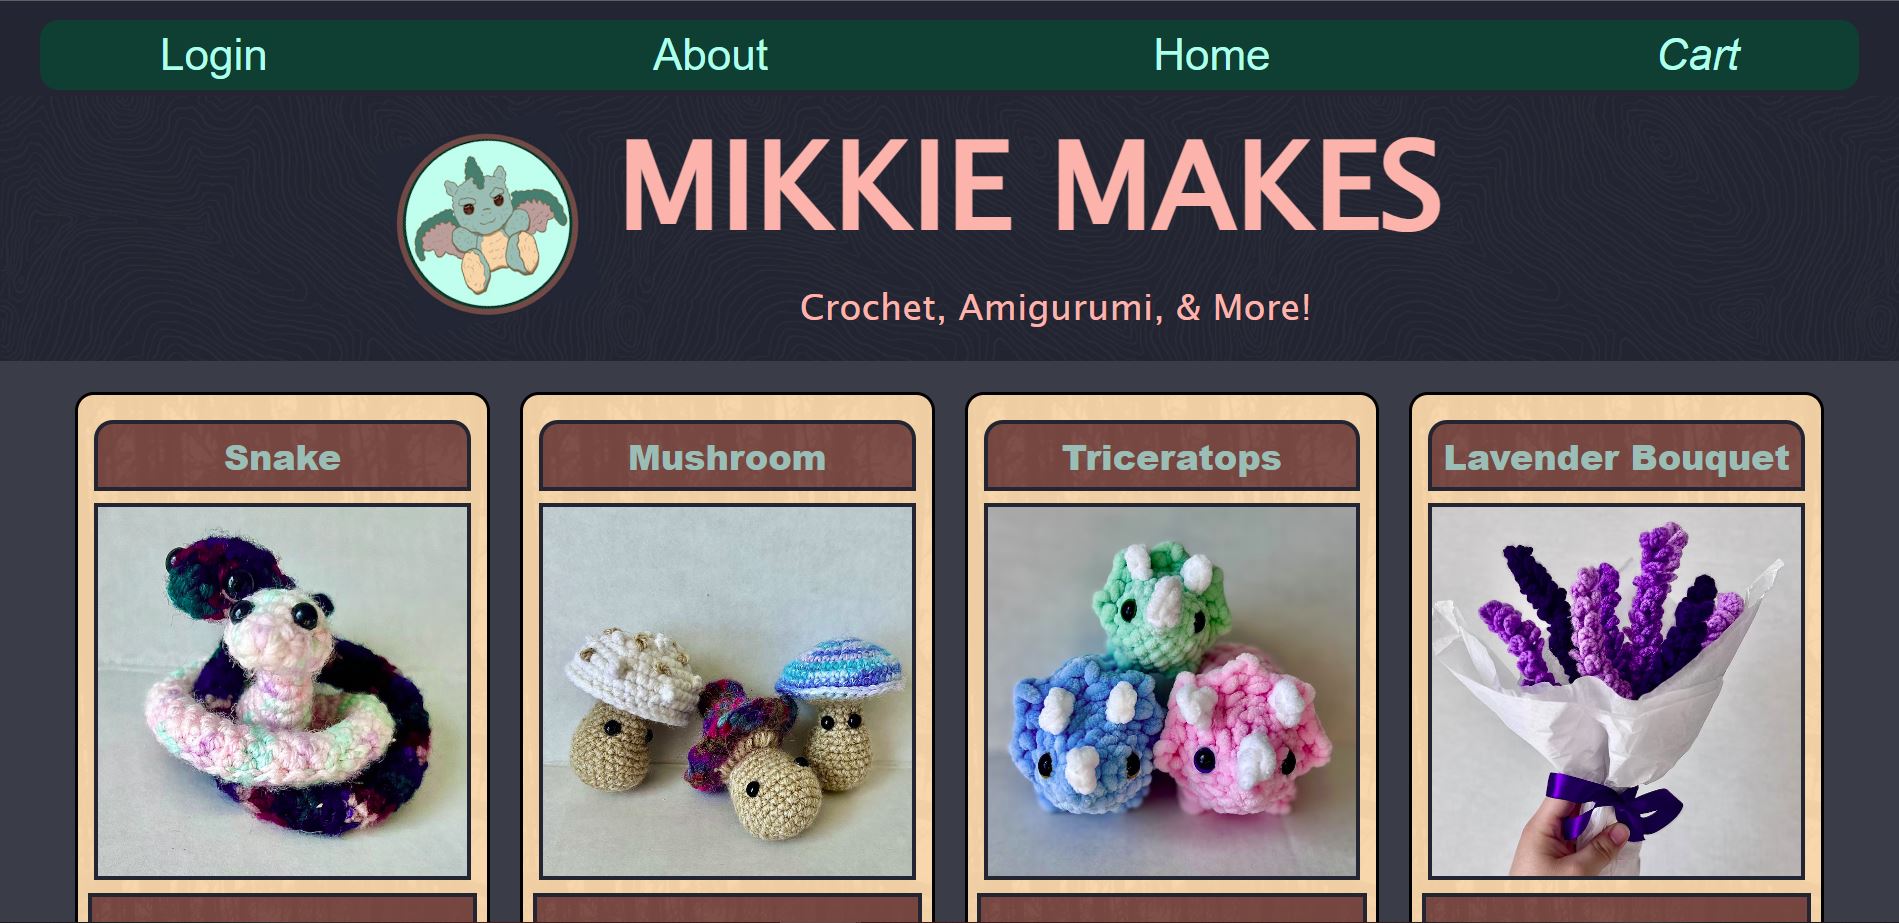 Login About Home Cart
MIKKIE MAKES
Crochet, Amigurumi, & More!
Snake
Mushroom
Triceratops
Lavender Bouquet